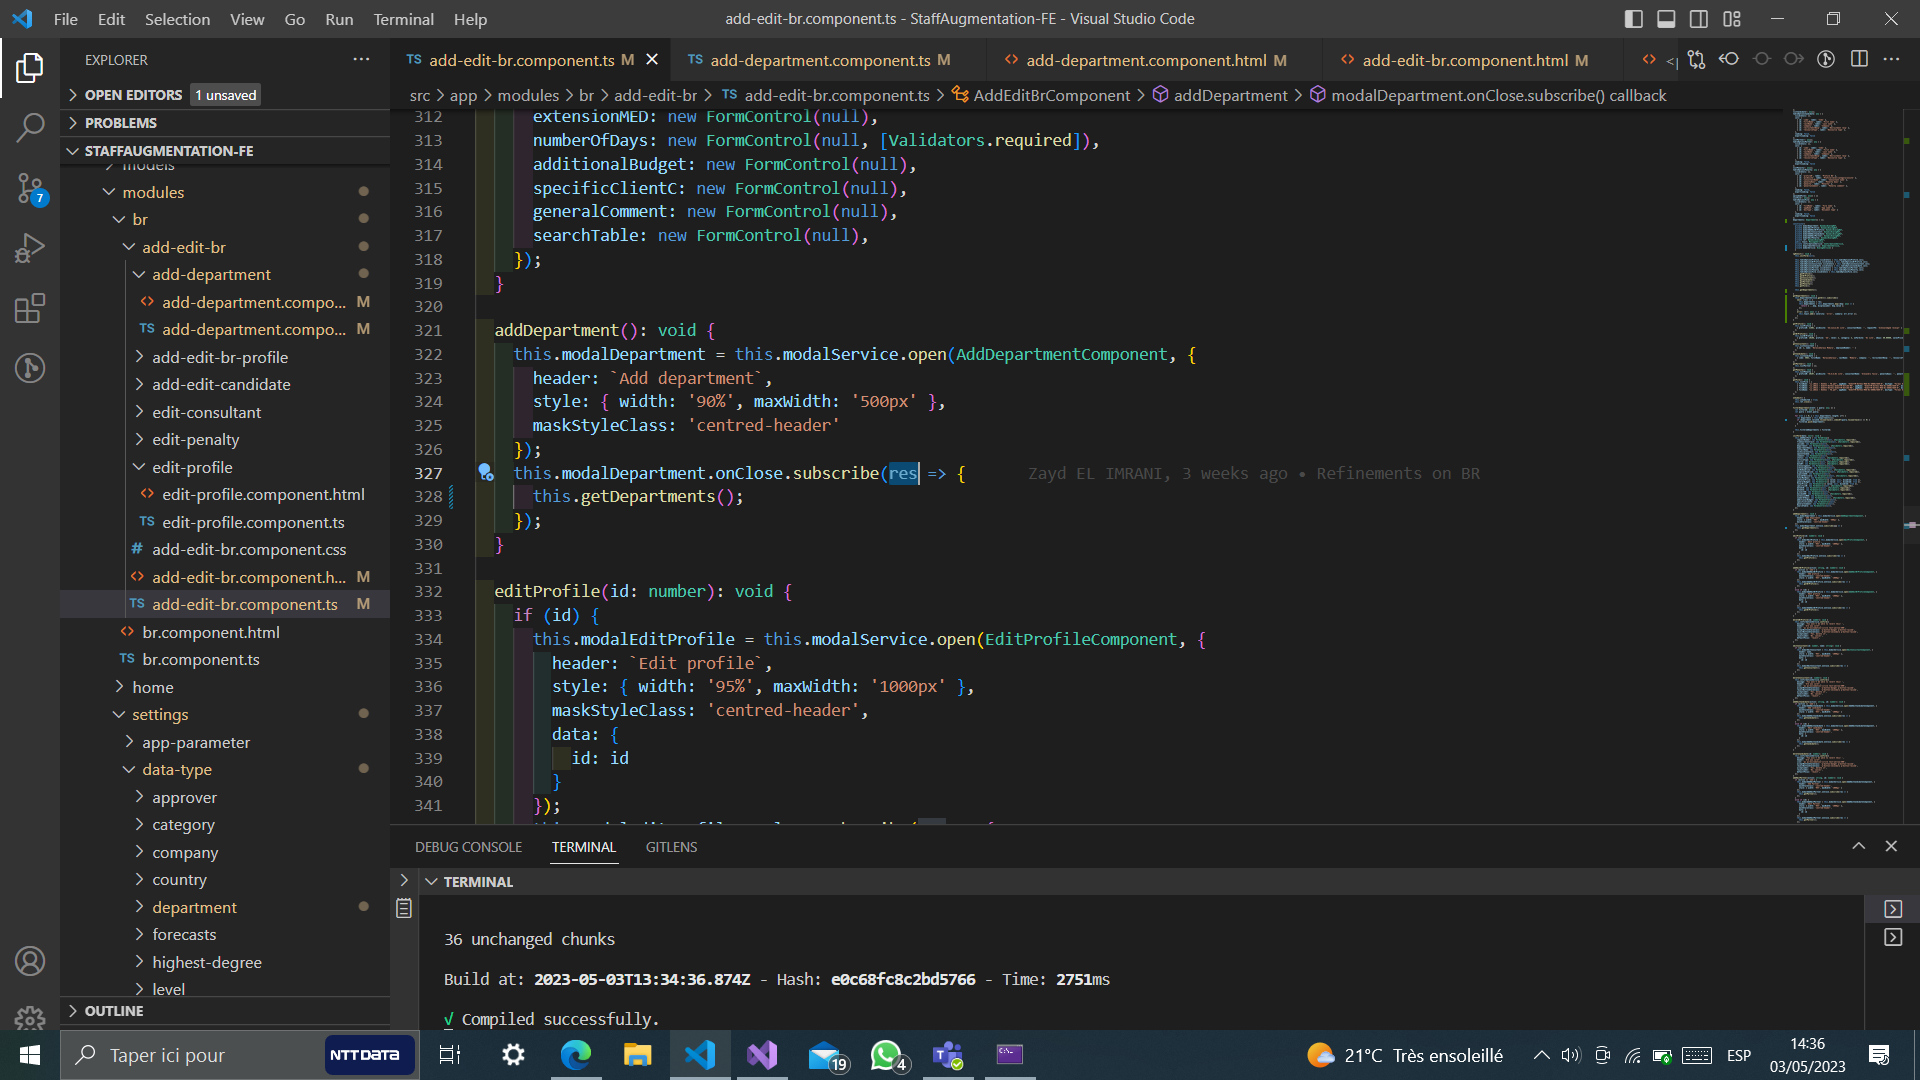 File Edit Selection View Go Run Terminal Help
add-edit-br.component.ts - StaffAugmentation-FE - Visual Studio Code
EXPLORER
OPEN EDITORS 1 unsaved
PROBLEMS
STAFFAUGMENTATION-FE
models
modules
br
add-edit-br
add-department
add-department.compo... M
TS add-department.compo... M
add-edit-br-profile
add-edit-candidate
edit-consultant
edit-penalty
edit-profile
edit-profile.component.html
TS edit-profile.component.ts
# add-edit-br.component.css
add-edit-br.component.h... M
TS add-edit-br.component.ts M
br.component.html
TS br.component.ts
home
settings
app-parameter
data-type
approver
category
company
country
department
forecasts
highest-degree
level
OUTLINE
7
TS add-edit-br.component.ts M
TS add-department.component.ts M
add-department.component.html M
add-edit-br.component.html M
src > app > modules > br > add-edit-br > TS add-edit-br.component.ts > AddEditBrComponent > addDepartment > modalDepartment.onClose.subscribe() callback
312 extensionMED: new FormControl(null),
313 numberOfDays: new FormControl(null, [Validators.required]),
314 additionalBudget: new FormControl(null),
315 specificClientC: new FormControl(null),
316 generalComment: new FormControl(null),
317 searchTable: new FormControl(null),
318 });
319 }
320
321 addDepartment(): void {
322 this.modalDepartment = this.modalService.open(AddDepartmentComponent, {
323 header: `Add department`,
324 style: { width: '90%', maxWidth: '500px' },
325 maskStyleClass: 'centred-header'
326 });
327 this.modalDepartment.onClose.subscribe(res => { Zayd EL IMRANI, 3 weeks ago • Refinements on BR
328 this.getDepartments();
329 });
330 }
331
332 editProfile(id: number): void {
333 if (id) {
334 this.modalEditProfile = this.modalService.open(EditProfileComponent, {
335 header: `Edit profile`,
336 style: { width: '95%', maxWidth: '1000px' },
337 maskStyleClass: 'centred-header',
338 data: {
339 id: id
340 }
341 });
DEBUG CONSOLE TERMINAL GITLENS
TERMINAL
36 unchanged chunks
Build at: 2023-05-03T13:34:36.874Z - Hash: e0c68fc8c2bd5766 - Time: 2751ms
√ Compiled successfully.
Taper ici pour
NTT DATA
19
4
21°C Très ensoleillé
ESP
14:36
03/05/2023